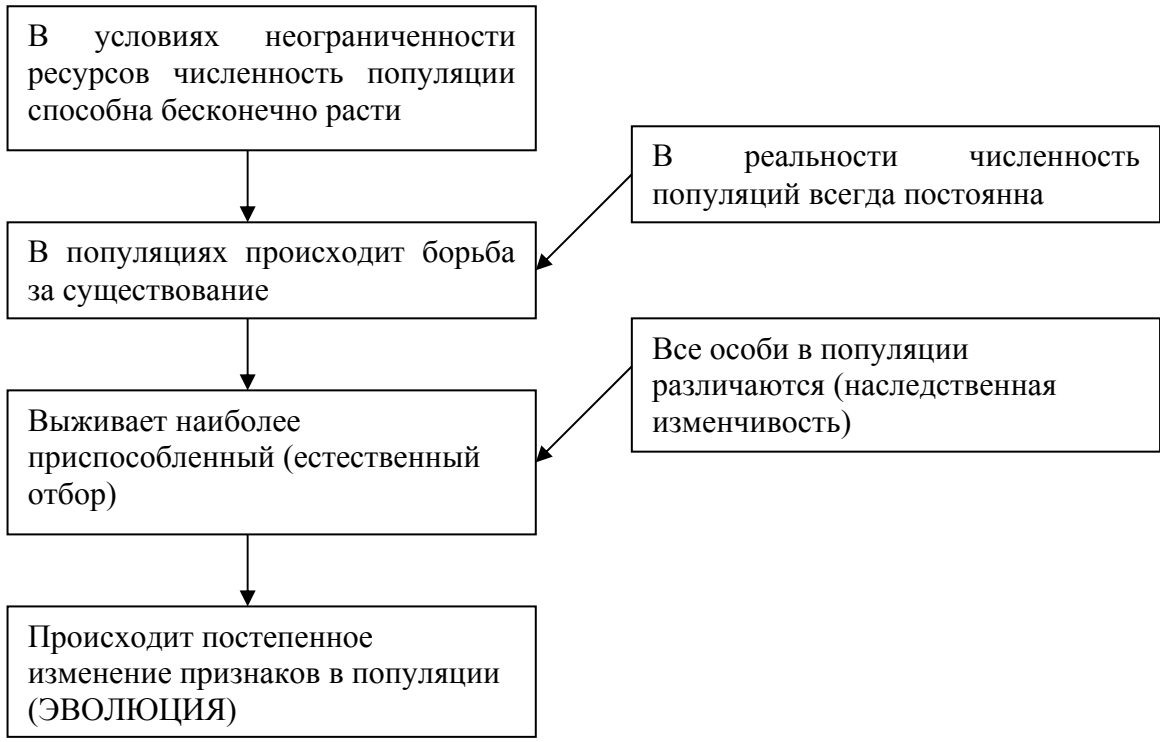 В условиях неограниченности
ресурсов численность популяции
способна бесконечно расти
В реальности численность
популяций всегда постоянна
В популяциях происходит борьба
за существование
Все особи в популяции
различаются (наследственная
изменчивость)
Выживает наиболее
приспособленный (естественный
отбор)
Происходит постепенное
изменение признаков в популяции
(ЭВОЛЮЦИЯ)